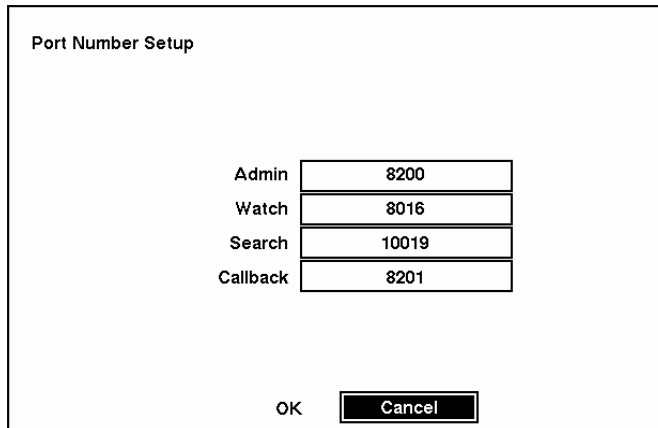 Port Number Setup
Admin 8200
Watch 8016
Search 10019
Callback 8201
OK Cancel